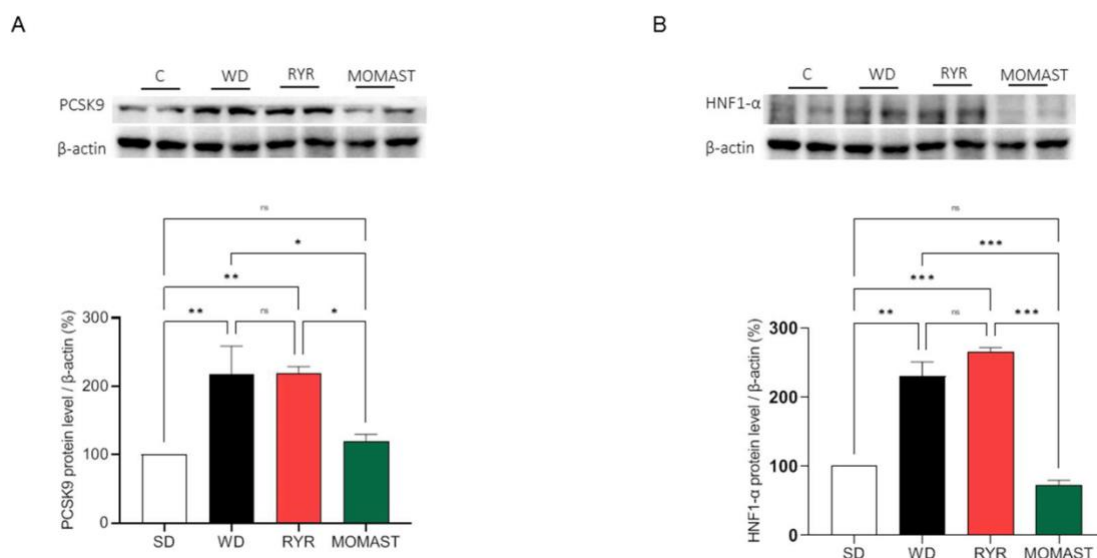 A
C WD RYR MOMAST
PCSK9
β-actin
ns
*
**
** ns *
PCSK9 protein level / β-actin (%)
300
200
100
0
SD WD RYR MOMAST
B
C WD RYR MOMAST
HNF1-α
β-actin
ns
***
***
** ns ***
HNF1-α protein level / β-actin (%)
300
200
100
0
SD WD RYR MOMAST